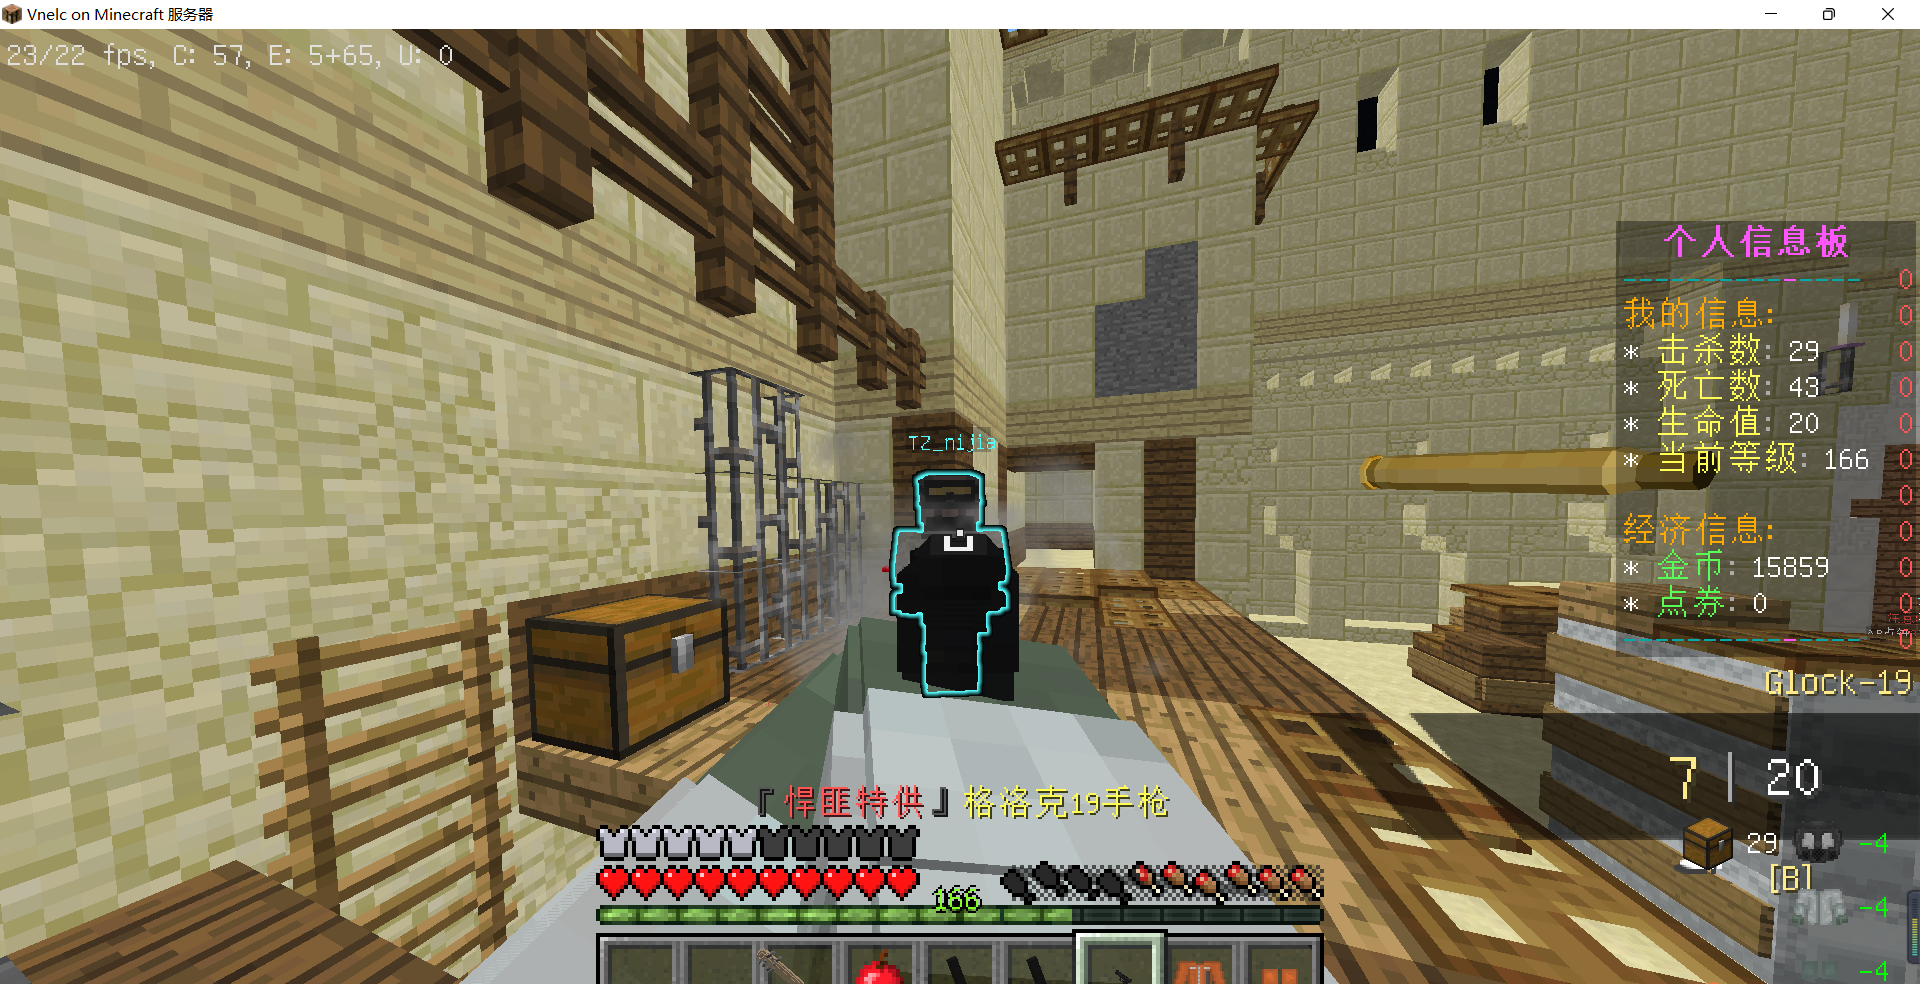 Vnelc on Minecraft 服务器
23/22 fps, C: 57, E: 5+65, U: 0
个人信息板
0
我的信息: 0
* 击杀数: 29 0
* 死亡数: 43 0
* 生命值: 20 0
* 当前等级: 166 0
0
经济信息: 0
* 金币: 15859 0
* 点券: 0 0
0
TZ_nijia
Glock-19
7 | 20
『悍匪特供』格洛克19手枪
29 -4
[B]
166
-4
-4